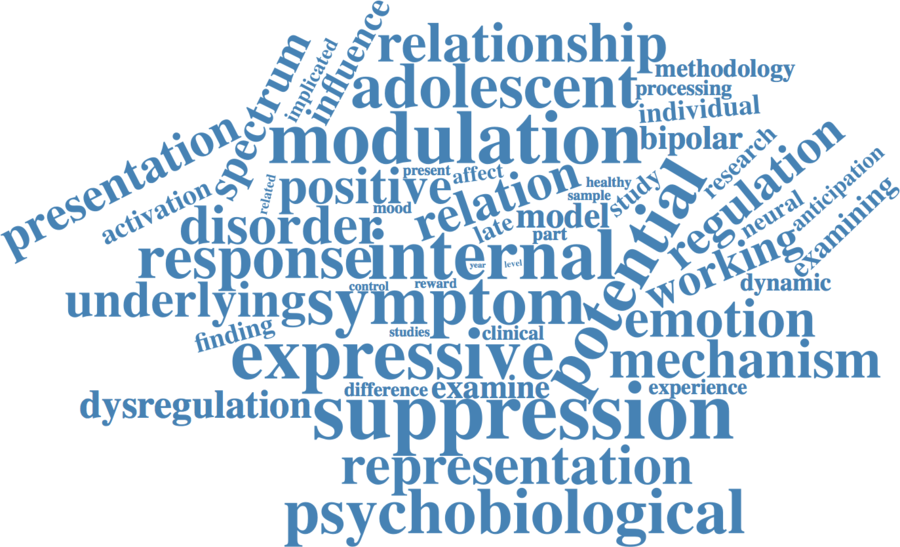 relationship
influence
implicated
spectrum
adolescent
methodology
processing
individual
modulation
bipolar
presentation
activation
related
positive
present
affect
mood
relation
healthy
sample
study
research
regulation
neural
anticipation
examining
disorder
late
model
part
potential
working
dynamic
response
internal
year
level
control
reward
underlying
symptom
emotion
finding
studies
clinical
expressive
mechanism
difference
examine
experience
dysregulation
suppression
representation
psychobiological